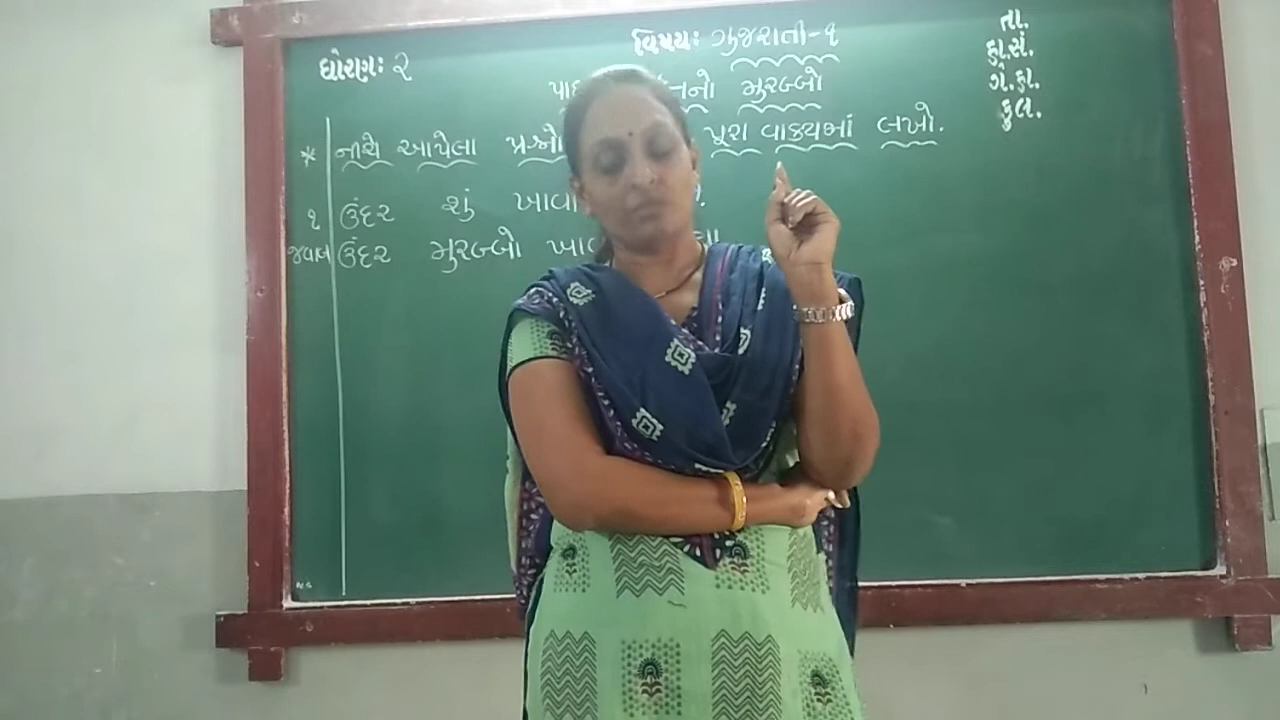 ધોરણઃ ૨
વિષયઃ ગુજરાતી-૧
તા.
ક્રા.સં.
ગે.કા.
કુલ.
મુરબ્બો
* નીચે આપેલા પૂરા વાક્યમાં લખો.
૧ ઉંદર શું
જવાબ ઉંદર મુરબ્બો